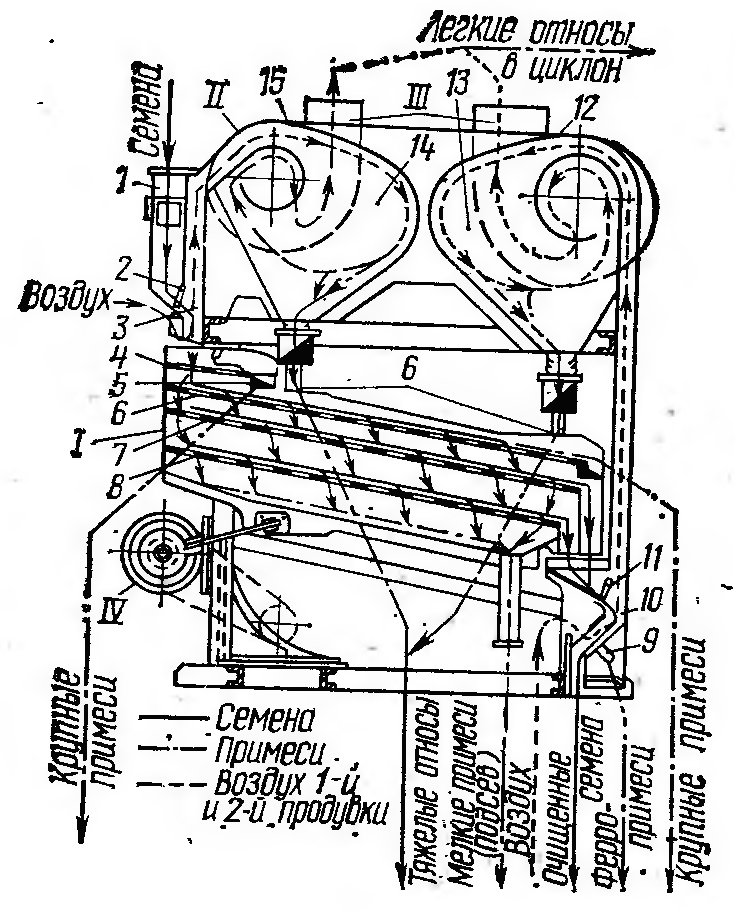 Легкие относы
в циклон
15
III
13
12
II
Семена
1
14
2
Воздух
3
4
5
6
6
I
7
8
11
10
9
IV
Крупные
примеси
Семена
Примеси
Воздух 1-й
и 2-й продувки
Тяжелые относы
Мелкие примеси
(подсев)
Воздух
Очищенные
семена
Ферро-
примеси
Крупные примеси